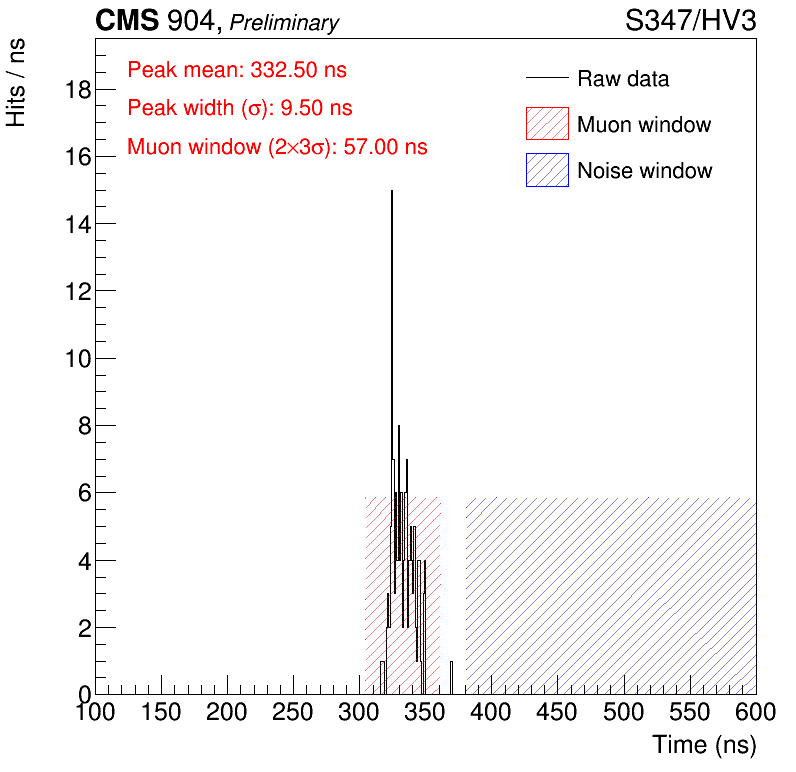 CMS 904, Preliminary
S347/HV3
Hits / ns
Peak mean: 332.50 ns
Peak width (σ): 9.50 ns
Muon window (2×3σ): 57.00 ns
Raw data
Muon window
Noise window
18
16
14
12
10
8
6
4
2
0
100 150 200 250 300 350 400 450 500 550 600
Time (ns)